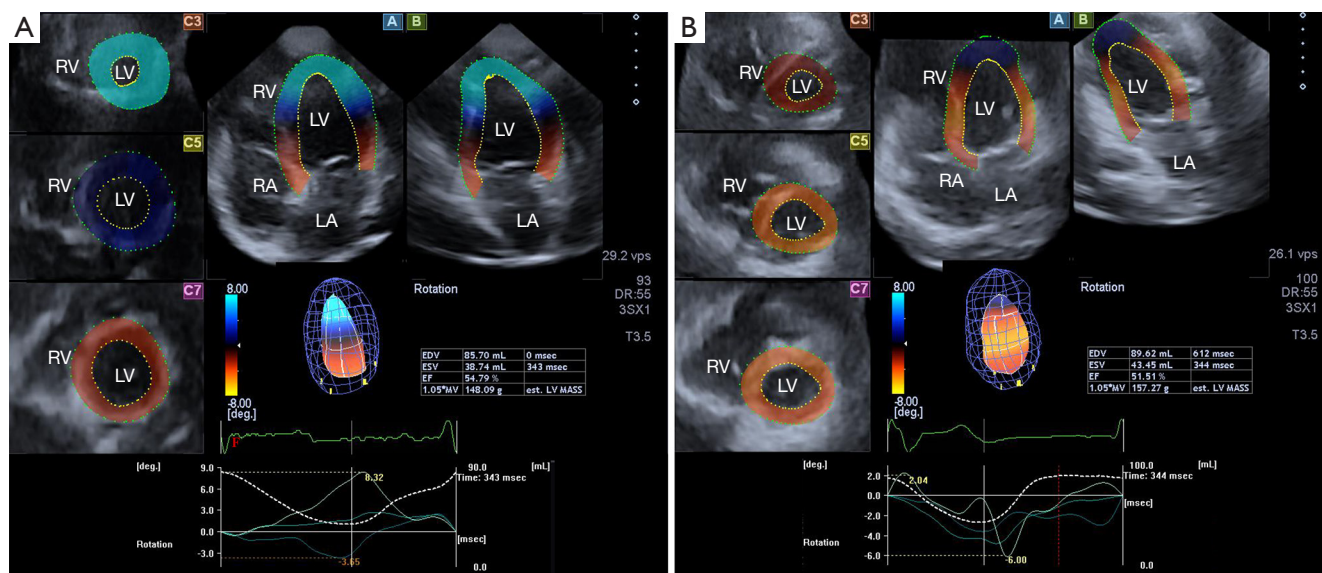 A
C3
RV
LV
C5
RV
LV
C7
RV
LV
A
RV
LV
RA
LA
B
LV
LA
29.2 vps
93
DR:55
3SX1
T3.5
8.00
-8.00
[deg.]
Rotation
EDV 85.70 mL 0 msec
ESV 38.74 mL 343 msec
EF 54.79 %
1.05*MV 148.09 g est. LV MASS
F
[deg.] 90.0 [mL]
9.0 8.32 Time: 343 msec
6.0
3.0
0.0 [msec]
-3.0 -3.65
Rotation
0.0
B
C3
RV
LV
C5
RV
LV
C7
RV
LV
A
RV
LV
RA
LA
B
LV
LA
26.1 vps
100
DR:55
3SX1
T3.5
8.00
-8.00
[deg.]
Rotation
EDV 89.62 mL 612 msec
ESV 43.45 mL 344 msec
EF 51.51 %
1.05*MV 157.27 g est. LV MASS
[deg.] 100.0 [mL]
2.0 2.04 Time: 344 msec
0.0 [msec]
-2.0
-4.0
-6.0 -6.00
Rotation
0.0